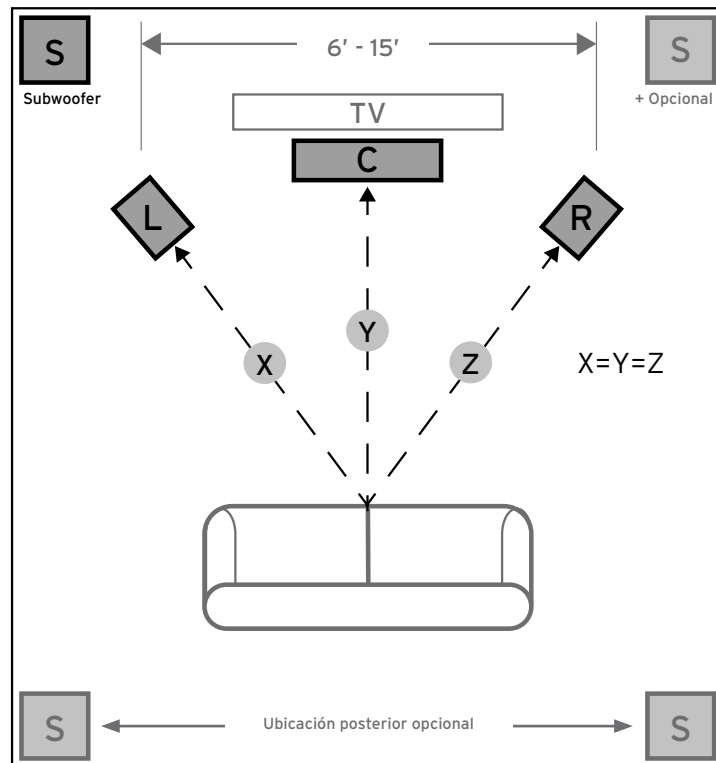 S
6' - 15'
S
Subwoofer
+ Opcional
TV
C
L
R
Y
X
Z
X=Y=Z
S
Ubicación posterior opcional
S